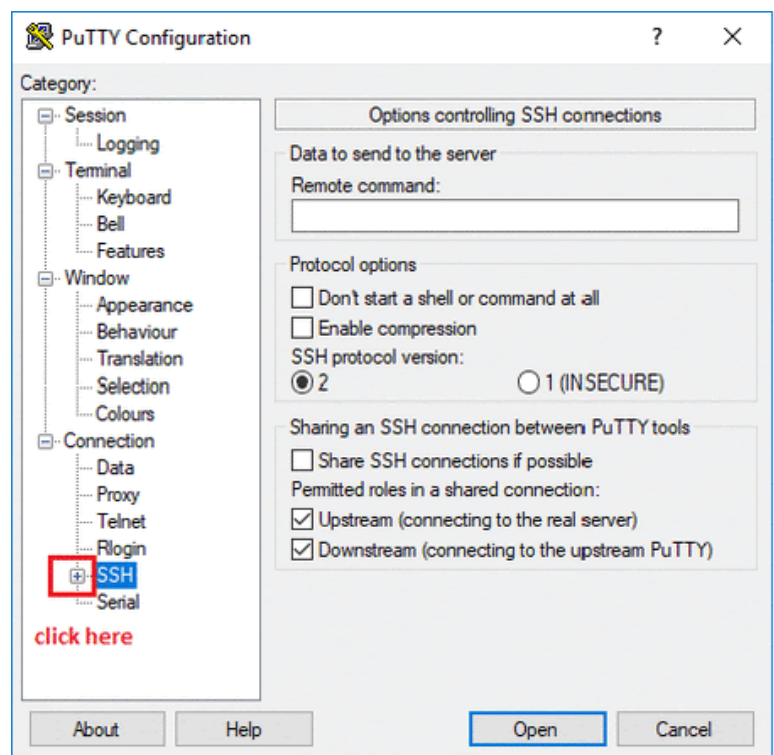 PuTTY Configuration
Category:
Session
Logging
Terminal
Keyboard
Bell
Features
Window
Appearance
Behaviour
Translation
Selection
Colours
Connection
Data
Proxy
Telnet
Rlogin
SSH
Serial
click here
Options controlling SSH connections
Data to send to the server
Remote command:
Protocol options
Don't start a shell or command at all
Enable compression
SSH protocol version:
2 1 (INSECURE)
Sharing an SSH connection between PuTTY tools
Share SSH connections if possible
Permitted roles in a shared connection:
Upstream (connecting to the real server)
Downstream (connecting to the upstream PuTTY)
About Help Open Cancel